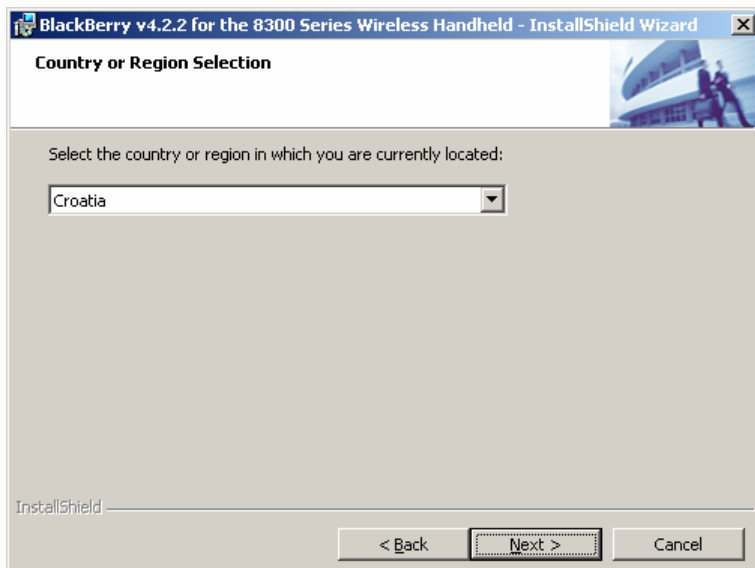 BlackBerry v4.2.2 for the 8300 Series Wireless Handheld - InstallShield Wizard
Country or Region Selection
Select the country or region in which you are currently located:
Croatia
InstallShield
< Back
Next >
Cancel